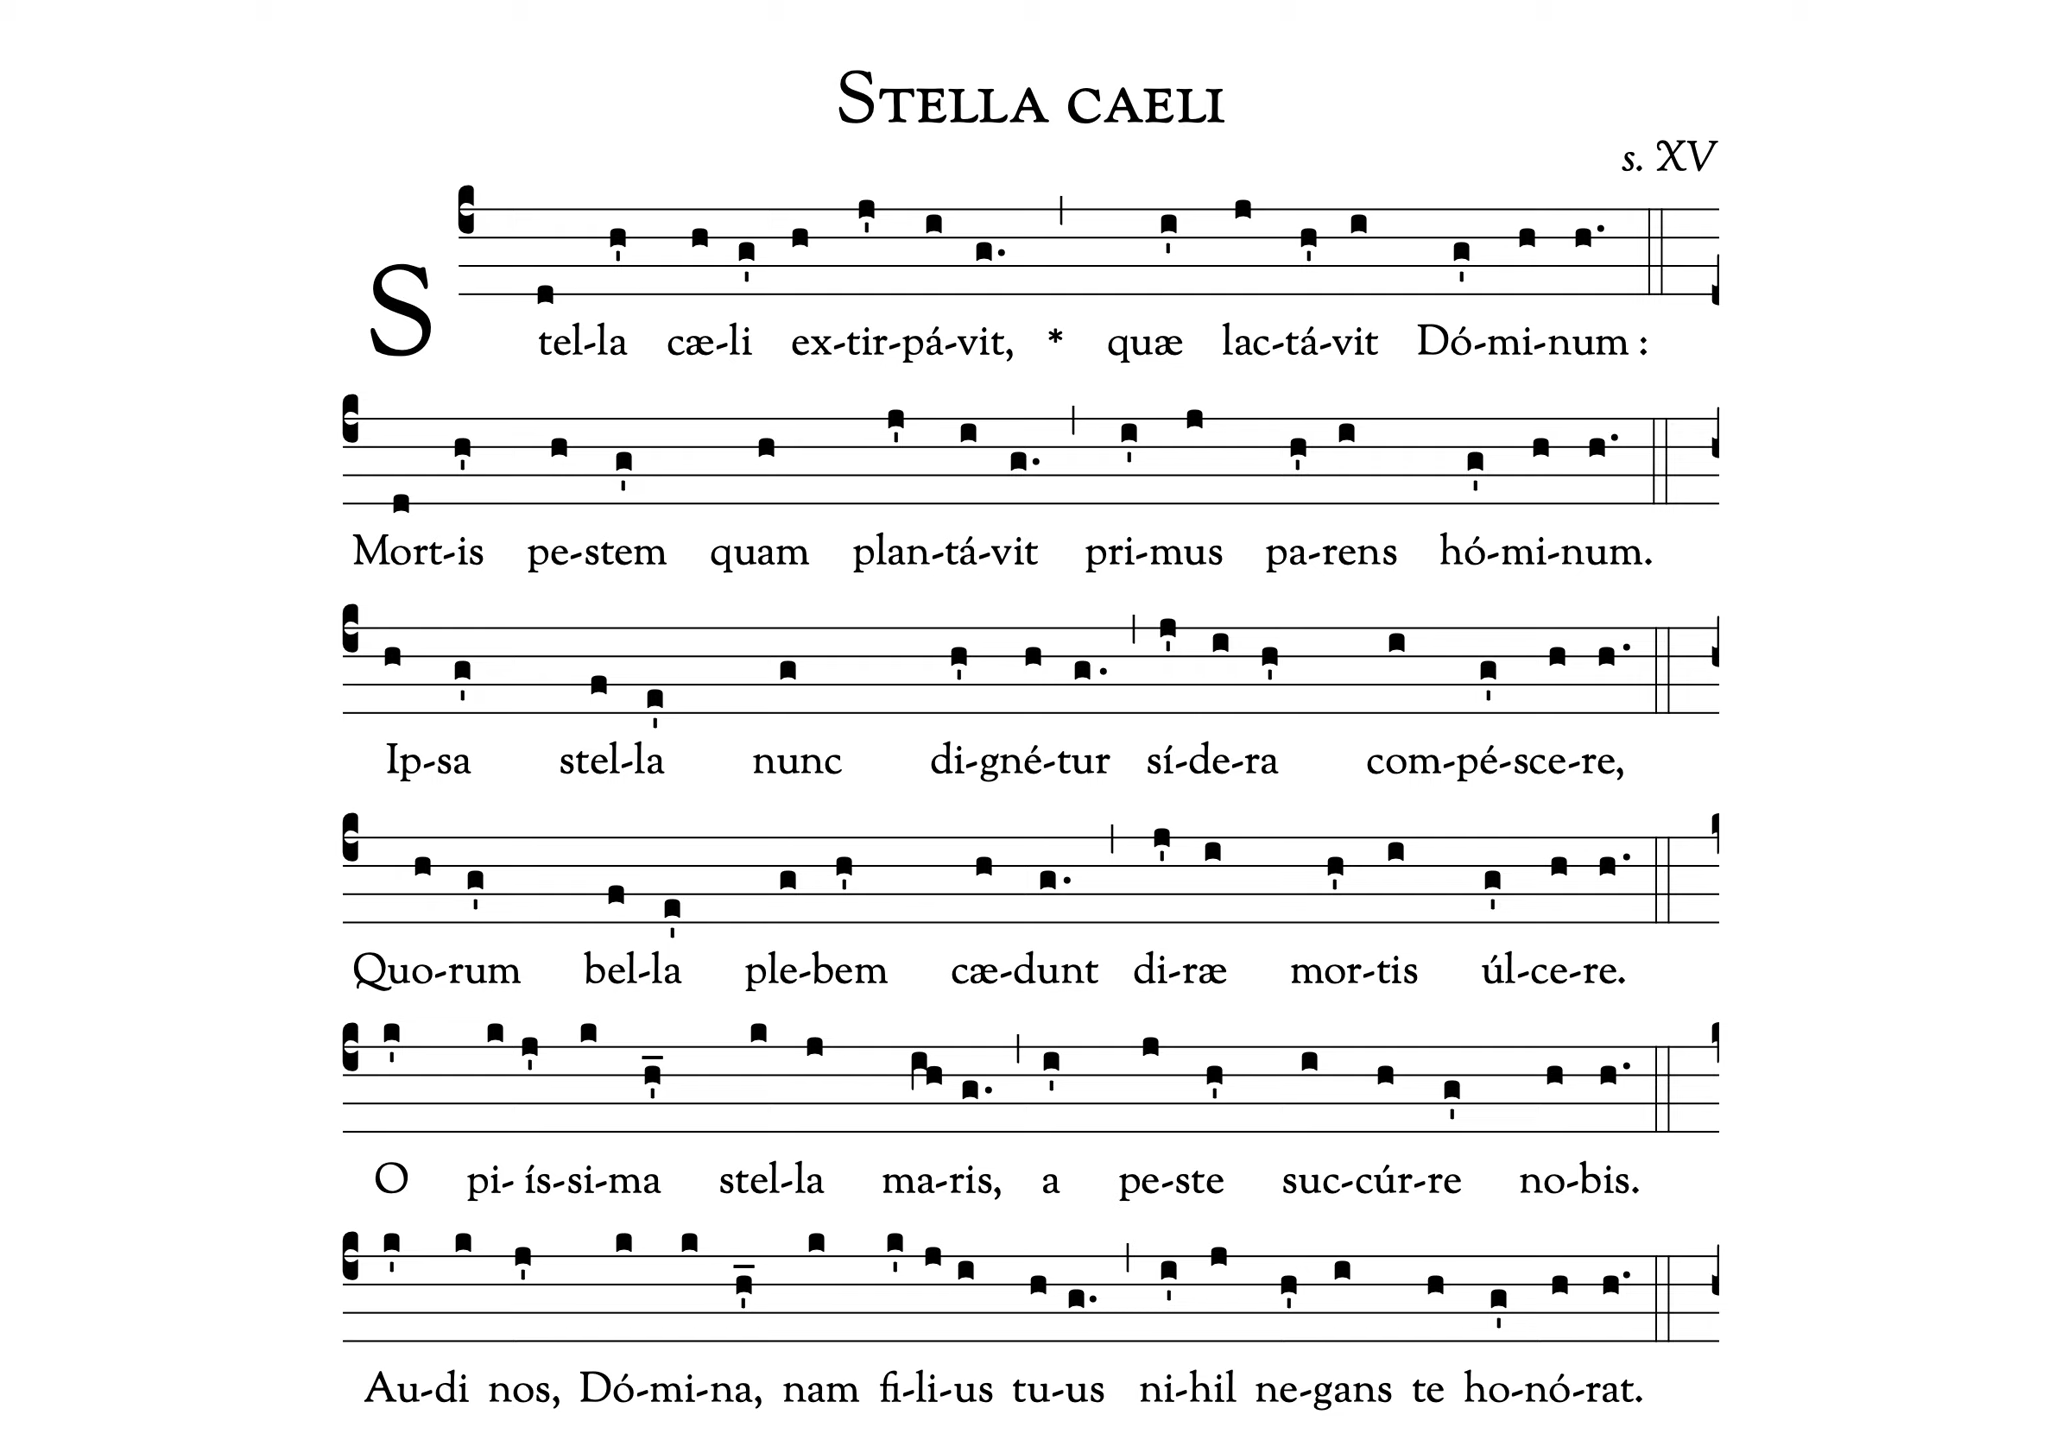 STELLA CAELI
s. XV
Stel-la cæ-li ex-tir-pá-vit, * quæ lac-tá-vit Dó-mi-num :
Mort-is pe-stem quam plan-tá-vit pri-mus pa-rens hó-mi-num.
Ip-sa stel-la nunc di-gné-tur sí-de-ra com-pé-sce-re,
Quo-rum bel-la ple-bem cæ-dunt di-ræ mor-tis úl-ce-re.
O pi- ís-si-ma stel-la ma-ris, a pe-ste suc-cúr-re no-bis.
Au-di nos, Dó-mi-na, nam fi-li-us tu-us ni-hil ne-gans te ho-nó-rat.